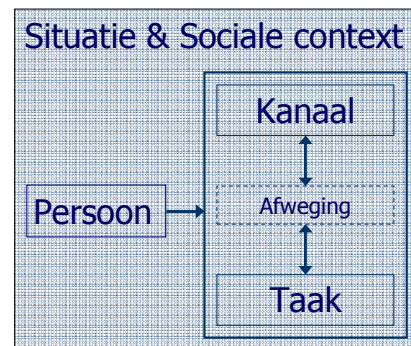 Situatie & Sociale context
Kanaal
Persoon
Afweging
Taak